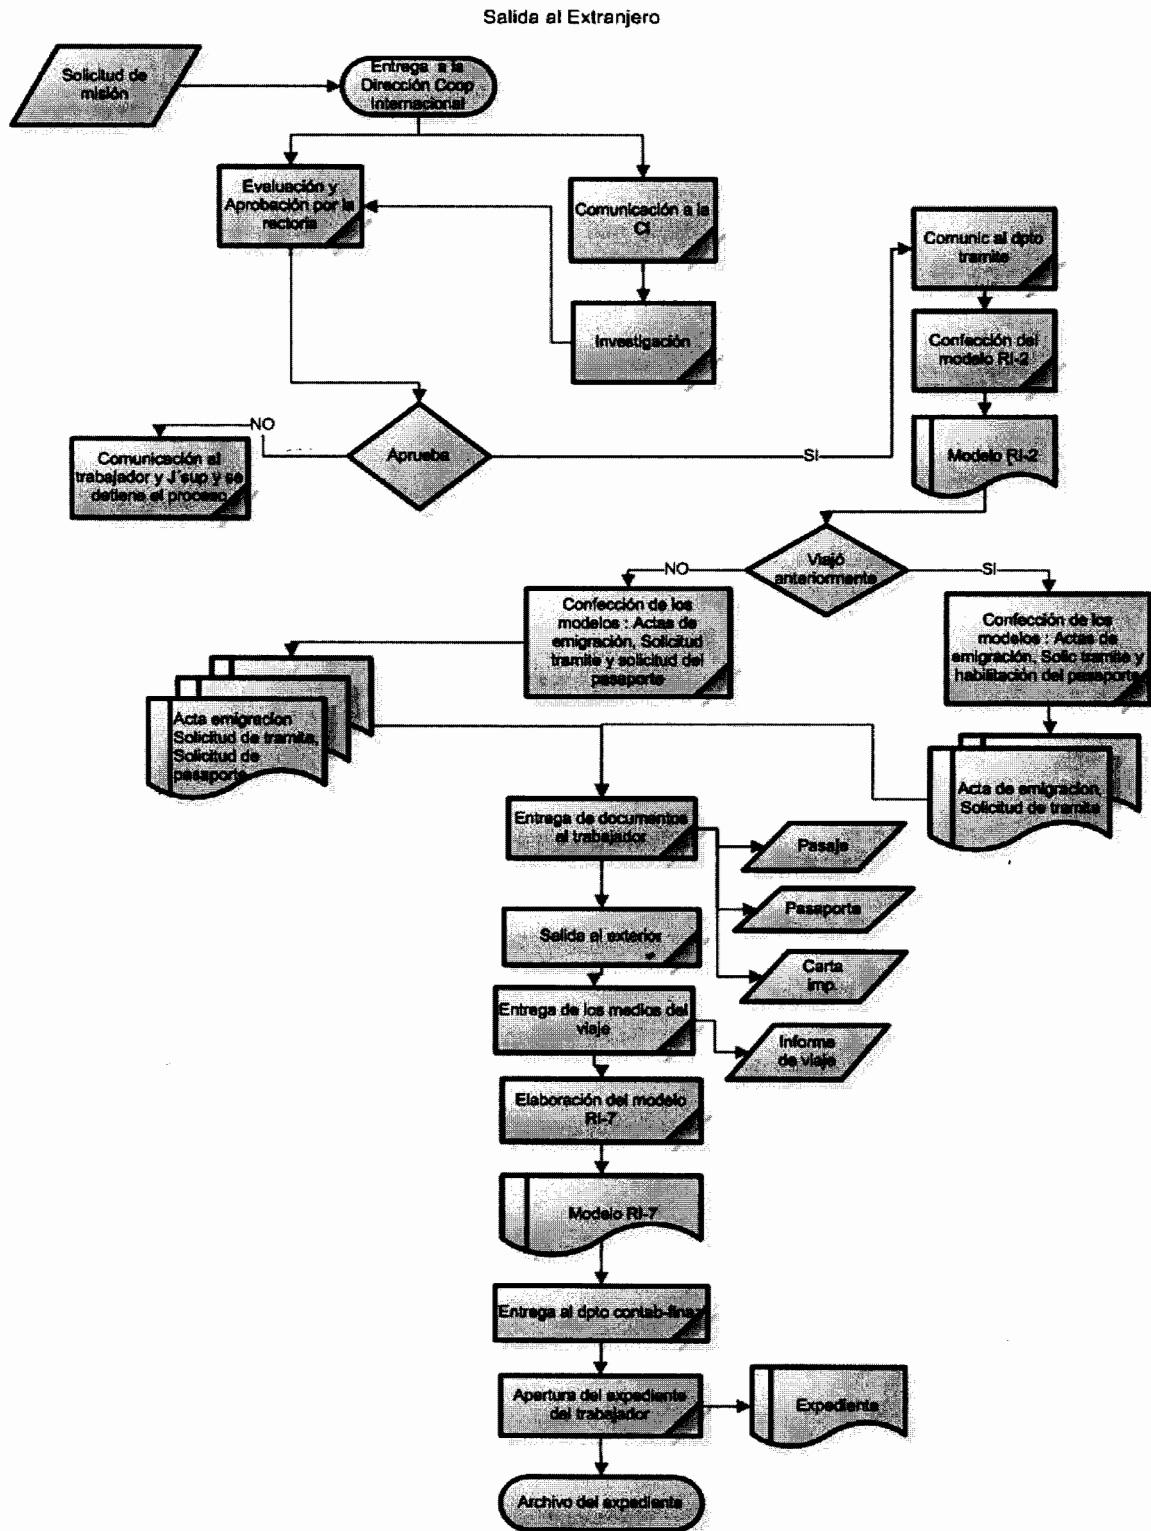 Salida al Extranjero
Solicitud de
misión
Entrega a la
Dirección Coop
Internacional
Evaluación y
Aprobación por la
rectoria
Comunicación a la
CI
Comunic al dpto
tramite
Investigación
Confección del
modelo RI-2
NO
Comunicación al
trabajador y J´sup y se
detiene el proceso
Aprueba
SI
Modelo RI-2
Viajó
anteriormente
NO
SI
Confección de los
modelos : Actas de
emigración, Solicitud
tramite y solicitud del
pasaporte
Confección de los
modelos : Actas de
emigración, Solic tramite y
habilitación del pasaporte
Acta emigracion
Solicitud de tramite,
Solicitud de
pasaporte
Acta de emigracion,
Solicitud de tramite
Entrega de documentos
al trabajador
Pasaje
Pasaporte
Salida al exterior
Carta
imp.
Entrega de los medios del
viaje
Informe
de viaje
Elaboración del modelo
RI-7
Modelo RI-7
Entrega al dpto contab-fina
Apertura del expediente
del trabajador
Expediente
Archivo del expediente